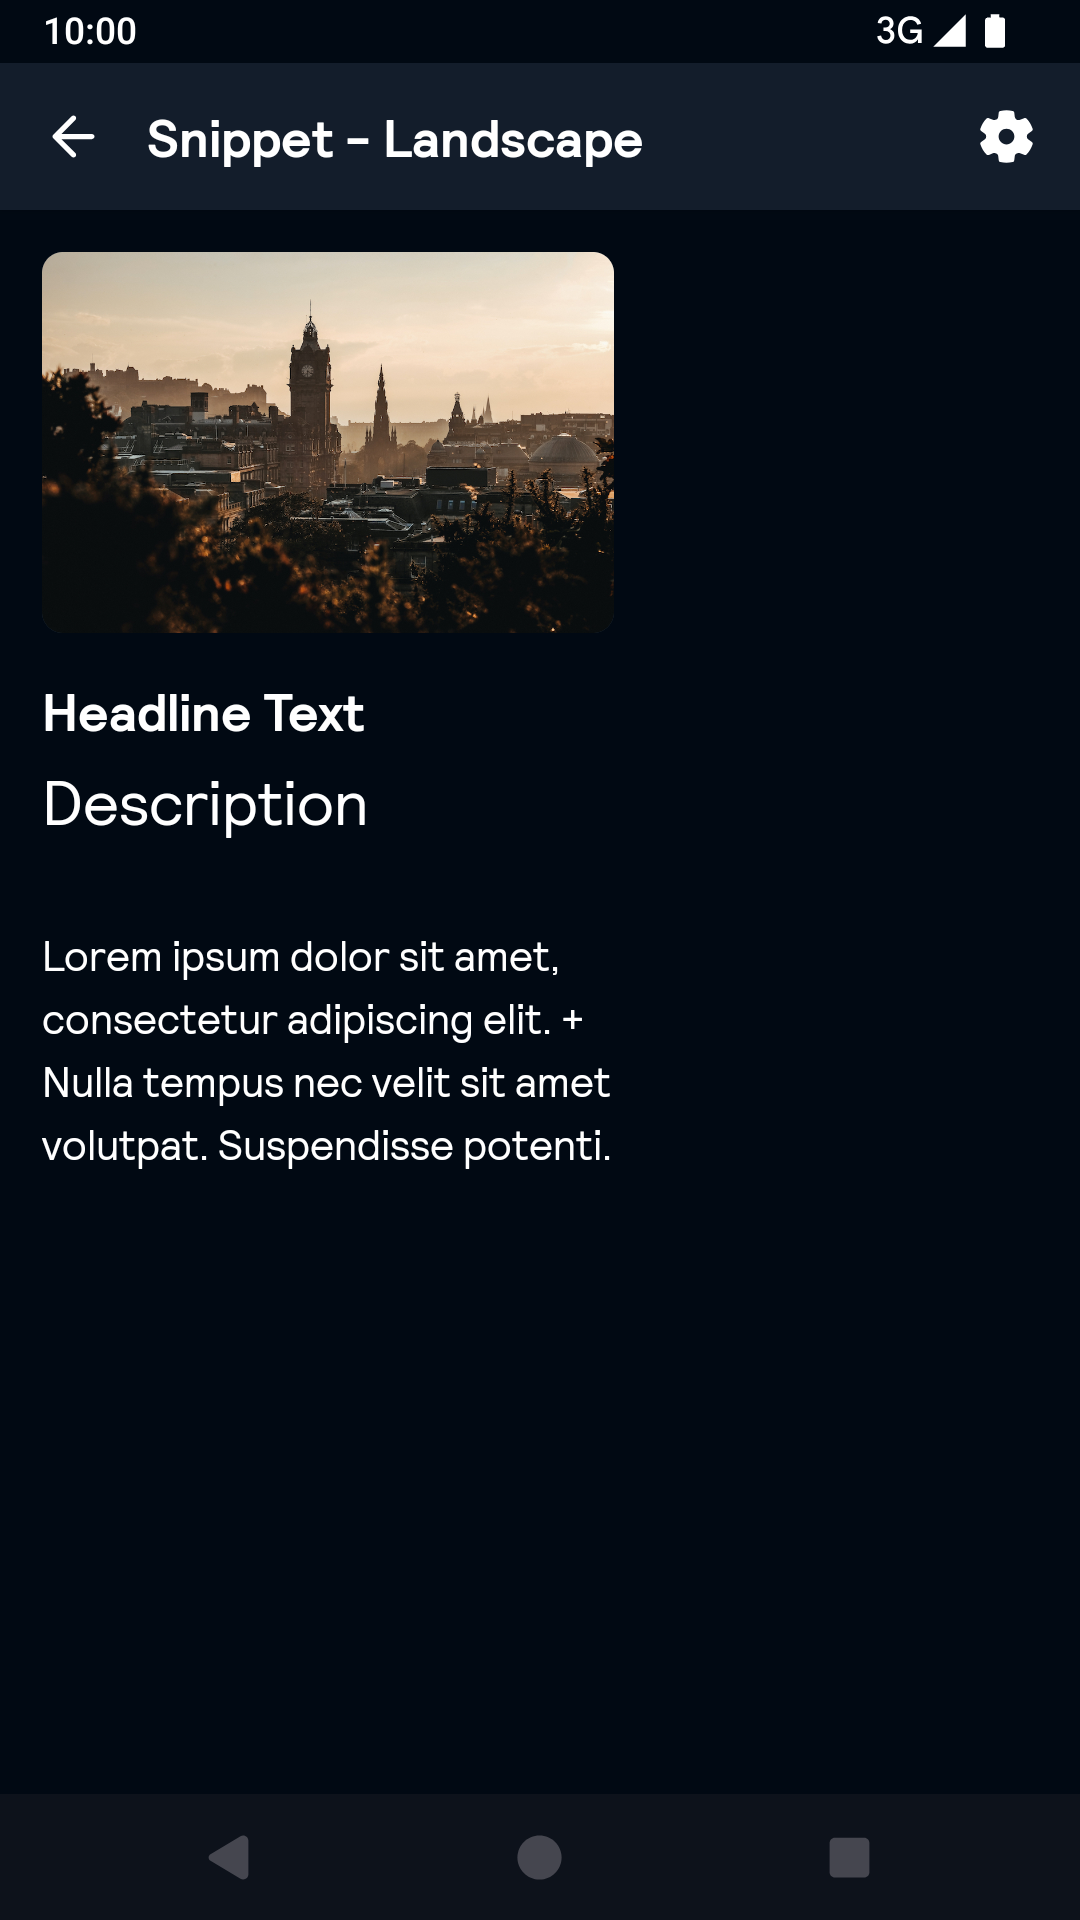 10:00
3G
Snippet - Landscape
Headline Text
Description
Lorem ipsum dolor sit amet,
consectetur adipiscing elit. +
Nulla tempus nec velit sit amet
volutpat. Suspendisse potenti.